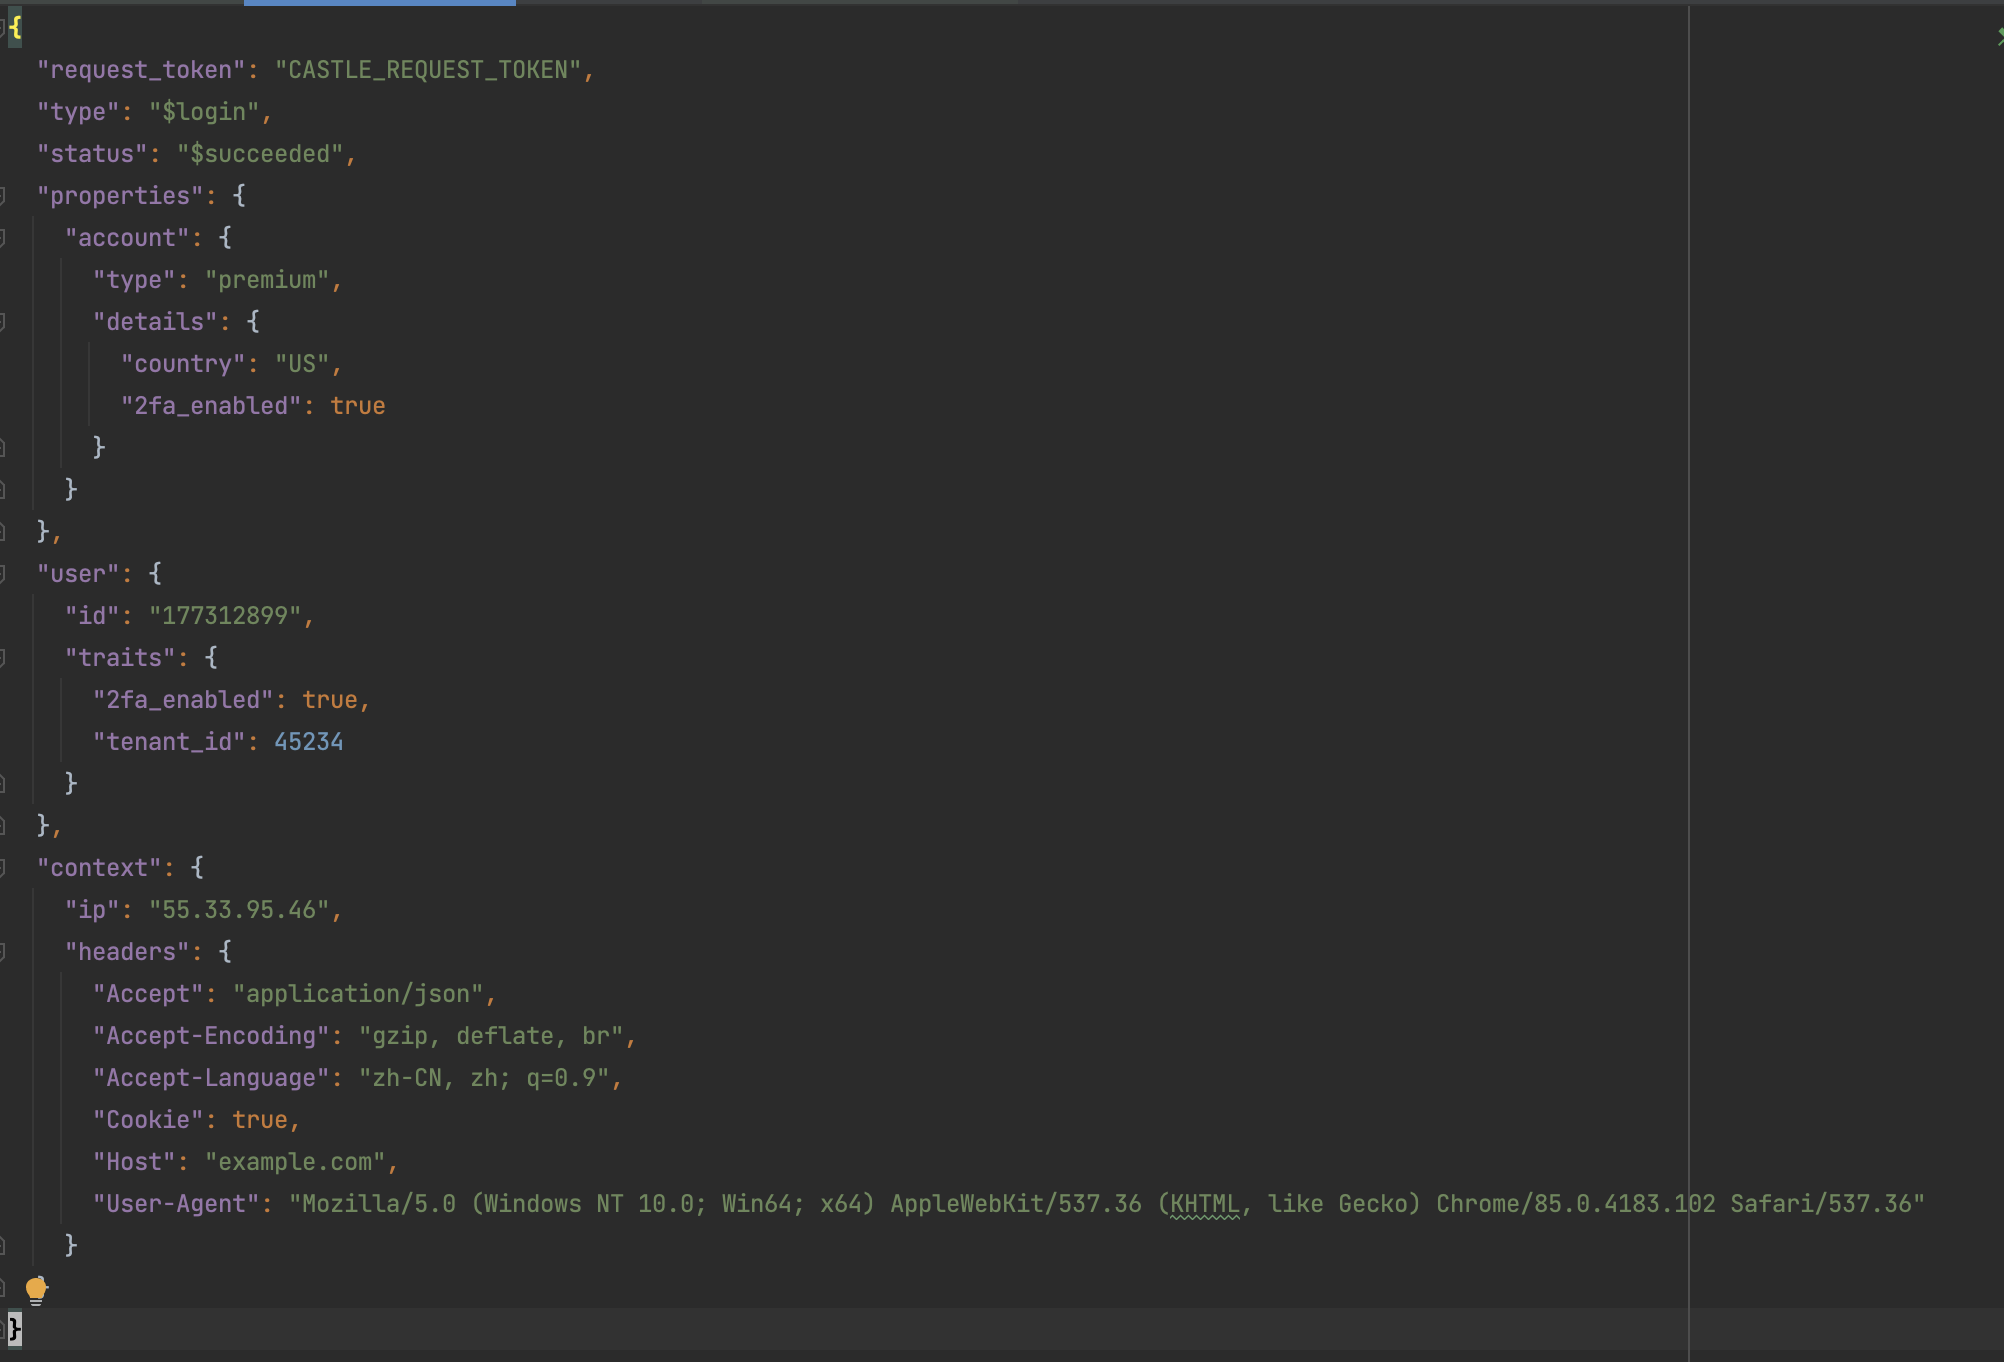 {
"request_token": "CASTLE_REQUEST_TOKEN",
"type": "$login",
"status": "$succeeded",
"properties": {
"account": {
"type": "premium",
"details": {
"country": "US",
"2fa_enabled": true
}
}
},
"user": {
"id": "177312899",
"traits": {
"2fa_enabled": true,
"tenant_id": 45234
}
},
"context": {
"ip": "55.33.95.46",
"headers": {
"Accept": "application/json",
"Accept-Encoding": "gzip, deflate, br",
"Accept-Language": "zh-CN, zh; q=0.9",
"Cookie": true,
"Host": "example.com",
"User-Agent": "Mozilla/5.0 (Windows NT 10.0; Win64; x64) AppleWebKit/537.36 (KHTML, like Gecko) Chrome/85.0.4183.102 Safari/537.36"
}
}
}